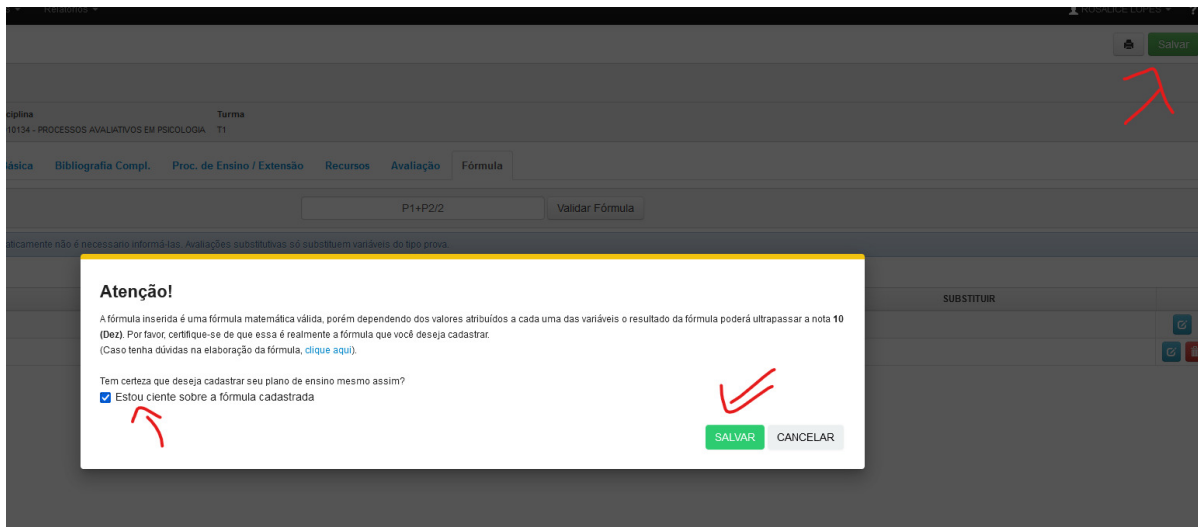 Relatórios
ROSALICE LOPES
?
Salvar
ciplina
Turma
10134 - PROCESSOS AVALIATIVOS EM PSICOLOGIA
T1
Básica Bibliografia Compl. Proc. de Ensino / Extensão Recursos Avaliação Fórmula
P1+P2/2 Validar Fórmula
aticamente não é necessário informá-las. Avaliações substitutivas só substituem variáveis do tipo prova.
SUBSTITUIR
Atenção!
A fórmula inserida é uma fórmula matemática válida, porém dependendo dos valores atribuídos a cada uma das variáveis o resultado da fórmula poderá ultrapassar a nota 10
(Dez). Por favor, certifique-se de que essa é realmente a fórmula que você deseja cadastrar.
(Caso tenha dúvidas na elaboração da fórmula, clique aqui).
Tem certeza que deseja cadastrar seu plano de ensino mesmo assim?
Estou ciente sobre a fórmula cadastrada
SALVAR CANCELAR